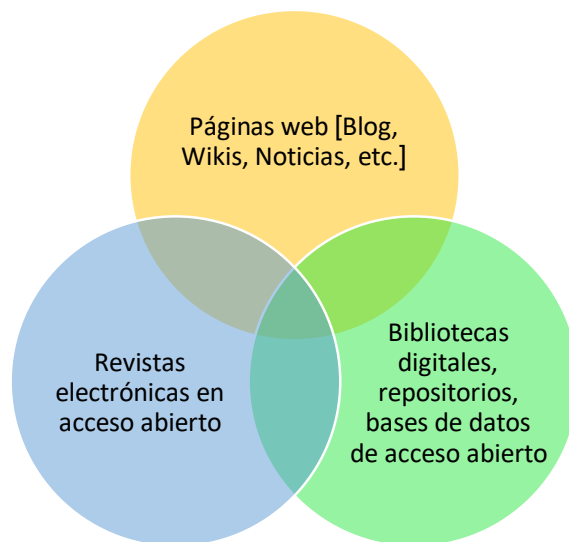 Páginas web [Blog,
Wikis, Noticias, etc.]
Revistas
electrónicas en
acceso abierto
Bibliotecas
digitales,
repositorios,
bases de datos
de acceso abierto